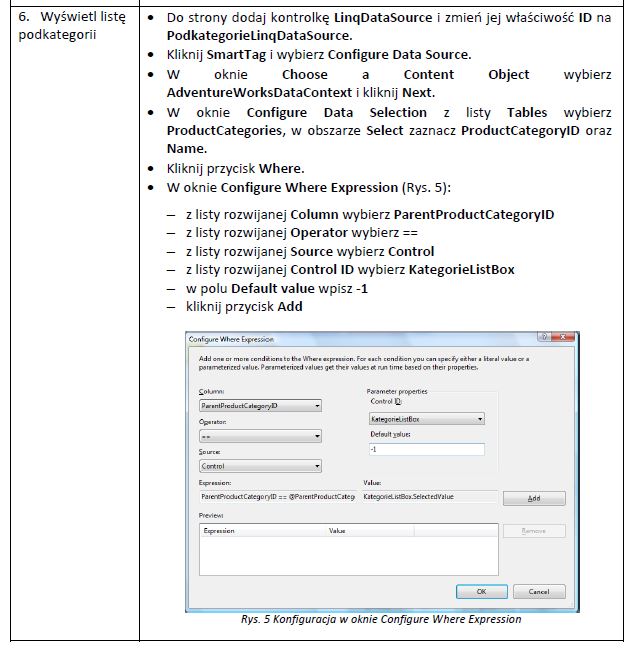 6. Wyświetl listę
podkategorii
• Do strony dodaj kontrolkę LinqDataSource i zmień jej właściwość ID na
PodkategorieLinqDataSource.
• Kliknij SmartTag i wybierz Configure Data Source.
• W oknie Choose a Content Object wybierz
AdventureWorksDataContext i kliknij Next.
• W oknie Configure Data Selection z listy Tables wybierz
ProductCategories, w obszarze Select zaznacz ProductCategoryID oraz
Name.
• Kliknij przycisk Where.
• W oknie Configure Where Expression (Rys. 5):
– z listy rozwijanej Column wybierz ParentProductCategoryID
– z listy rozwijanej Operator wybierz ==
– z listy rozwijanej Source wybierz Control
– z listy rozwijanej Control ID wybierz KategorieListBox
– w polu Default value wpisz -1
– kliknij przycisk Add
Configure Where Expression
Add one or more conditions to the Where expression. For each condition you can specify either a literal value or a
parameterized value. Parameterized values get their values at run time based on their properties.
Column:
ParentProductCategoryID
Operator:
==
Source:
Control
Parameter properties
Control ID:
KategorieListBox
Default value:
-1
Expression:
ParentProductCategoryID == @ParentProductCateg
Value:
KategorieListBox.SelectedValue
Add
Preview:
Expression Value
Remove
OK Cancel
Rys. 5 Konfiguracja w oknie Configure Where Expression